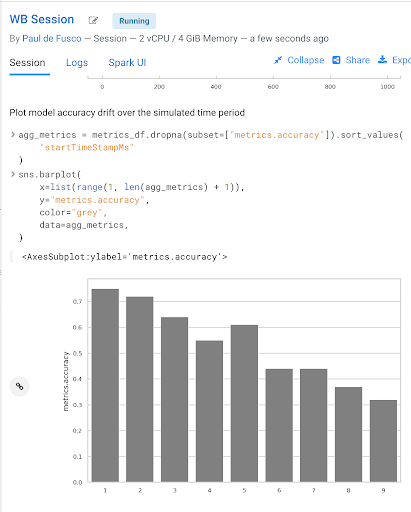 WB Session Running
By Paul de Fusco — Session — 2 vCPU / 4 GiB Memory — a few seconds ago
Session Logs Spark UI Collapse Share Expo
0 200 400 600 800 1000
Plot model accuracy drift over the simulated time period
> agg_metrics = metrics_df.dropna(subset=["metrics.accuracy"]).sort_values(
"startTimeStampMs"
)
> sns.barplot(
x=list(range(1, len(agg_metrics) + 1)),
y="metrics.accuracy",
color="grey",
data=agg_metrics,
)
<AxesSubplot:ylabel='metrics.accuracy'>
metrics.accuracy
0.7
0.6
0.5
0.4
0.3
0.2
0.1
0.0
1 2 3 4 5 6 7 8 9